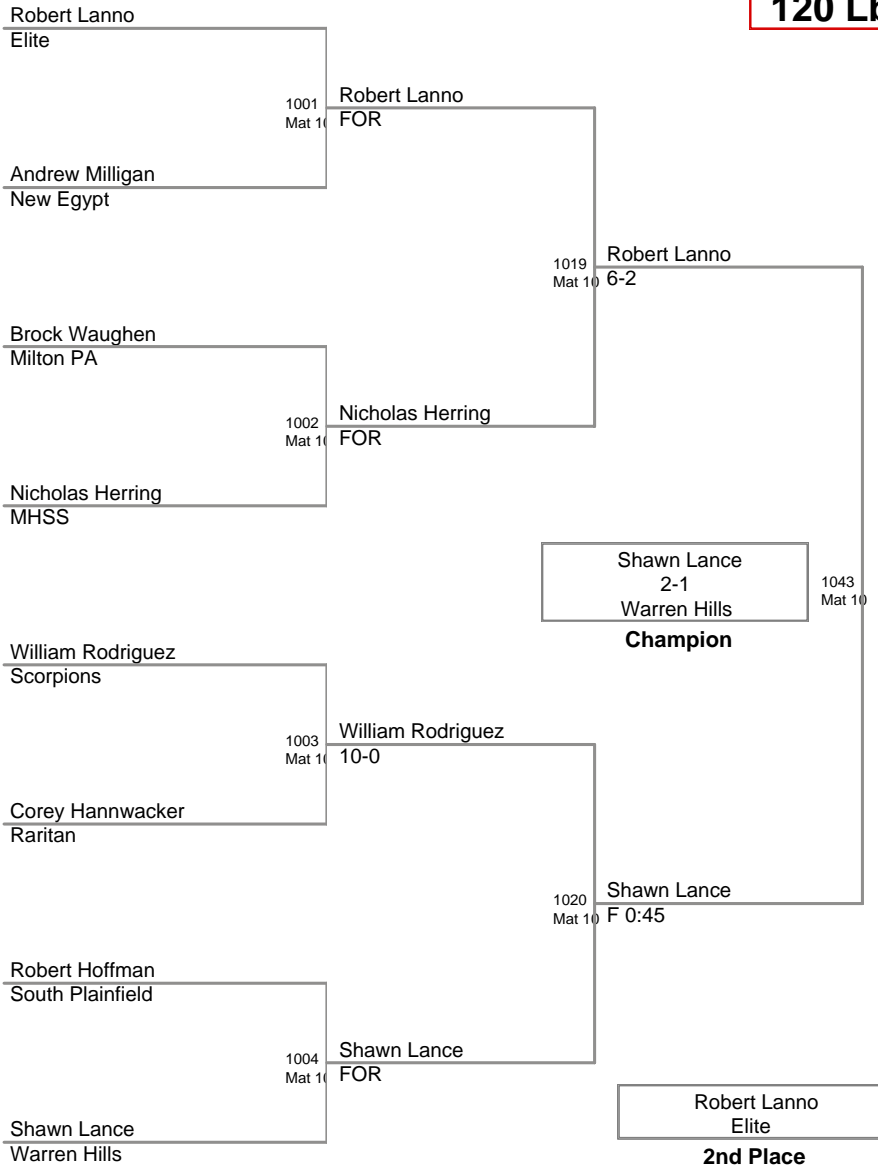 120 Lb
Robert Lanno
Elite
1001
Mat 10
Robert Lanno
FOR
Andrew Milligan
New Egypt
1019
Mat 10
Robert Lanno
6-2
Brock Waughen
Milton PA
1002
Mat 10
Nicholas Herring
FOR
Nicholas Herring
MHSS
Shawn Lance
2-1
Warren Hills
Champion
1043
Mat 10
William Rodriguez
Scorpions
1003
Mat 10
William Rodriguez
10-0
Corey Hannwacker
Raritan
1020
Mat 10
Shawn Lance
F 0:45
Robert Hoffman
South Plainfield
1004
Mat 10
Shawn Lance
FOR
Shawn Lance
Warren Hills
Robert Lanno
Elite
2nd Place